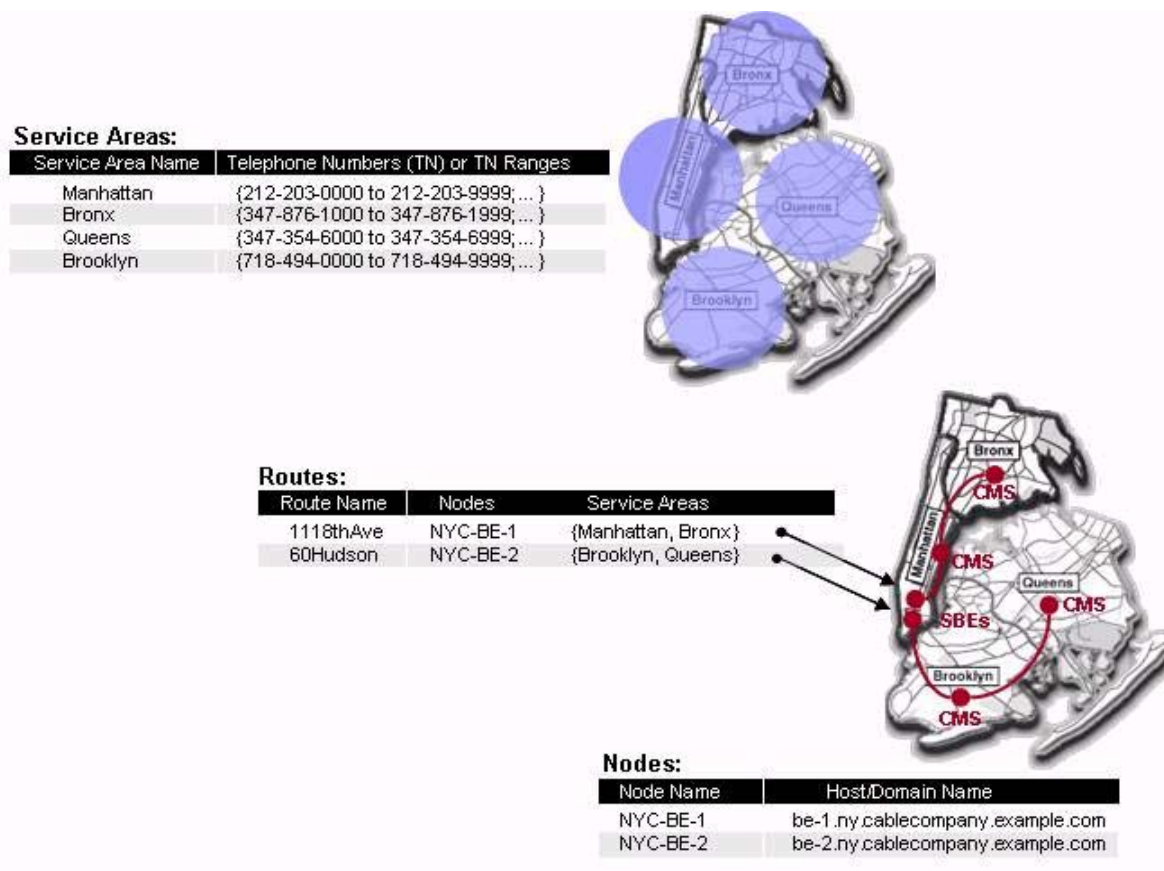 Bronx
Manhattan
Queens
Brooklyn
Service Areas:
Service Area Name Telephone Numbers (TN) or TN Ranges
Manhattan {212-203-0000 to 212-203-9999;... }
Bronx {347-876-1000 to 347-876-1999;... }
Queens {347-354-6000 to 347-354-6999;... }
Brooklyn {718-494-0000 to 718-494-9999;... }
Routes:
Route Name Nodes Service Areas
1118thAve NYC-BE-1 {Manhattan, Bronx}
60Hudson NYC-BE-2 {Brooklyn, Queens}
Bronx
CMS
Manhattan
CMS
Queens
CMS
SBEs
Brooklyn
CMS
Nodes:
Node Name Host/Domain Name
NYC-BE-1 be-1.ny.cablecompany.example.com
NYC-BE-2 be-2.ny.cablecompany.example.com